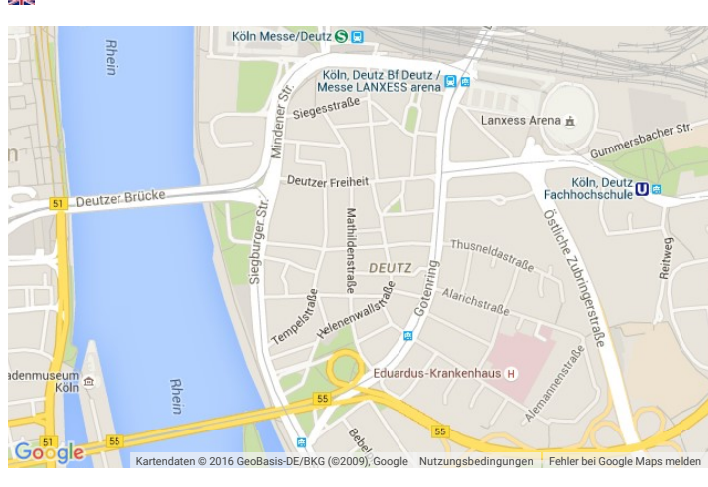 Köln Messe/Deutz S
Rhein
Köln, Deutz Bf Deutz /
Messe LANXESS arena
Mindener Str.
Siegesstraße
Lanxess Arena
Gummersbacher Str.
Deutzer Freiheit
Köln, Deutz
Fachhochschule U
51
Deutzer Brücke
Siegburger Str.
Mathildenstraße
Östliche Zubringerstraße
Reitweg
Thusneldastraße
DEUTZ
Gotenring
Alarichstraße
Tempelstraße
Helenenwallstraße
adenmuseum
Köln
Rhein
Eduardus-Krankenhaus H
Alemannenstraße
55
55
51
55
Bebel
Google
Kartendaten © 2016 GeoBasis-DE/BKG (©2009), Google Nutzungsbedingungen Fehler bei Google Maps melden